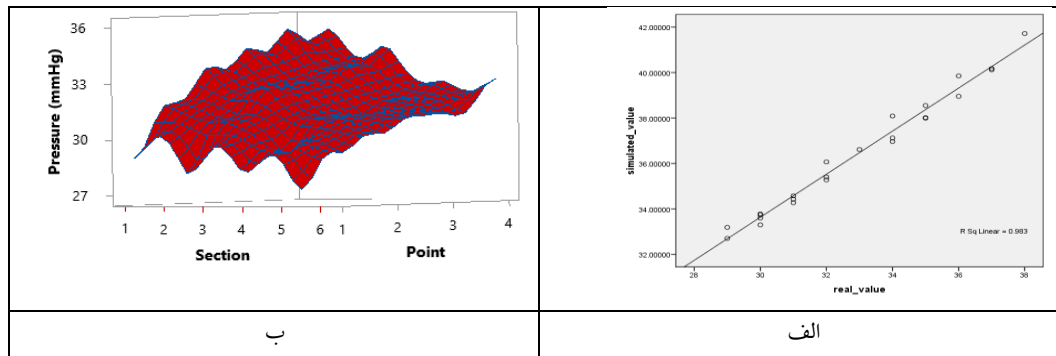 36
33
30
27
Pressure (mmHg)
1 2 3 4 5 6 1 2 3 4
Section Point
ب
42.00000
40.00000
38.00000
36.00000
34.00000
32.00000
simulated_value
R Sq Linear = 0.983
28 30 32 34 36 38
real_value
الف